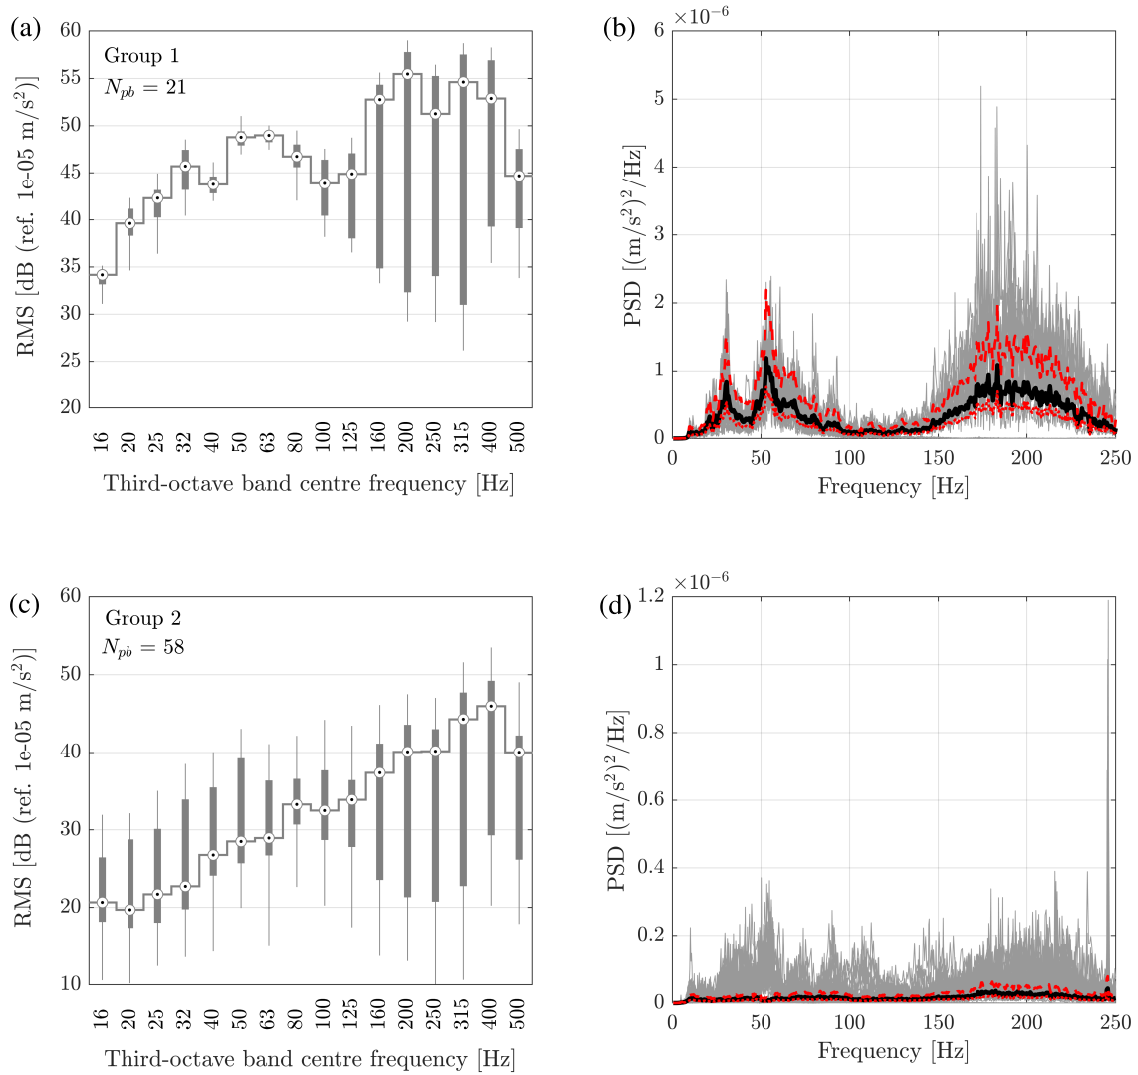 (a)
60
55
50
45
40
35
30
25
20
RMS [dB (ref. 1e-05 m/s²)]
Group 1
N_pb = 21
16 20 25 32 40 50 63 80 100 125 160 200 250 315 400 500
Third-octave band centre frequency [Hz]
(b)
×10⁻⁶
6
5
4
3
2
1
0
PSD [(m/s²)²/Hz]
0 50 100 150 200 250
Frequency [Hz]
(c)
60
50
40
30
20
10
RMS [dB (ref. 1e-05 m/s²)]
Group 2
N_pb = 58
16 20 25 32 40 50 63 80 100 125 160 200 250 315 400 500
Third-octave band centre frequency [Hz]
(d)
×10⁻⁶
1.2
1
0.8
0.6
0.4
0.2
0
PSD [(m/s²)²/Hz]
0 50 100 150 200 250
Frequency [Hz]